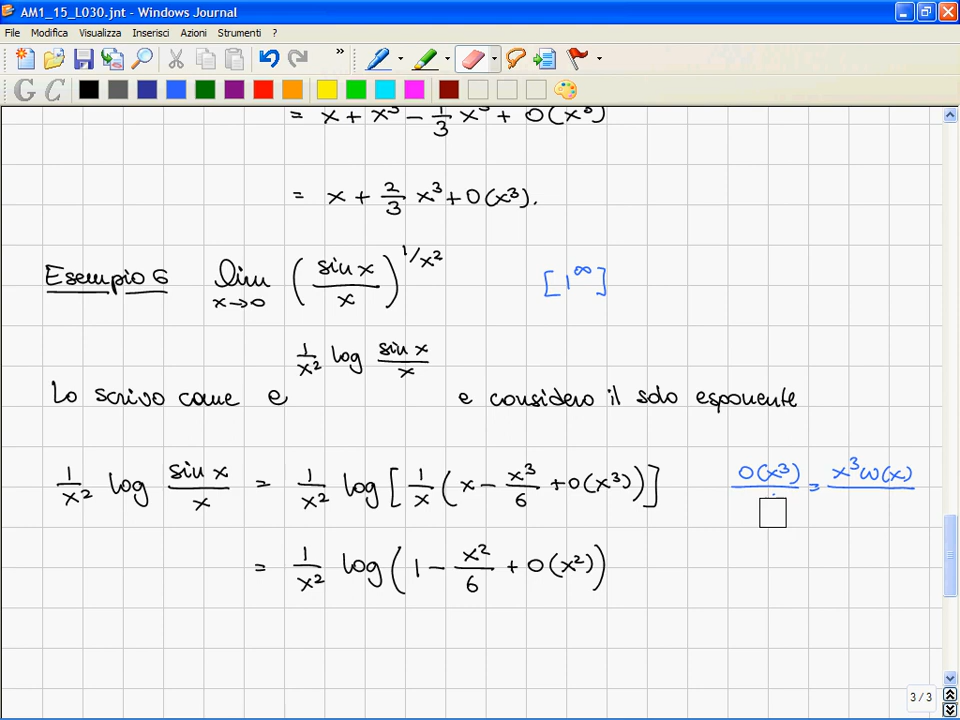 AM1_15_L030.jnt - Windows Journal
File Modifica Visualizza Inserisci Azioni Strumenti ?
G C
= x + x³ - 1/3 x³ + o(x³)
= x + 2/3 x³ + o(x³).
Esempio 6 lim x→0 (sin x / x)^(1/x²) [1^∞]
Lo scrivo come e^(1/x² log sin x / x) e considero il solo esponente
1/x² log sin x / x = 1/x² log [1/x (x - x³/6 + o(x³))] o(x³) = x³ω(x)
= 1/x² log (1 - x²/6 + o(x²))
3 / 3